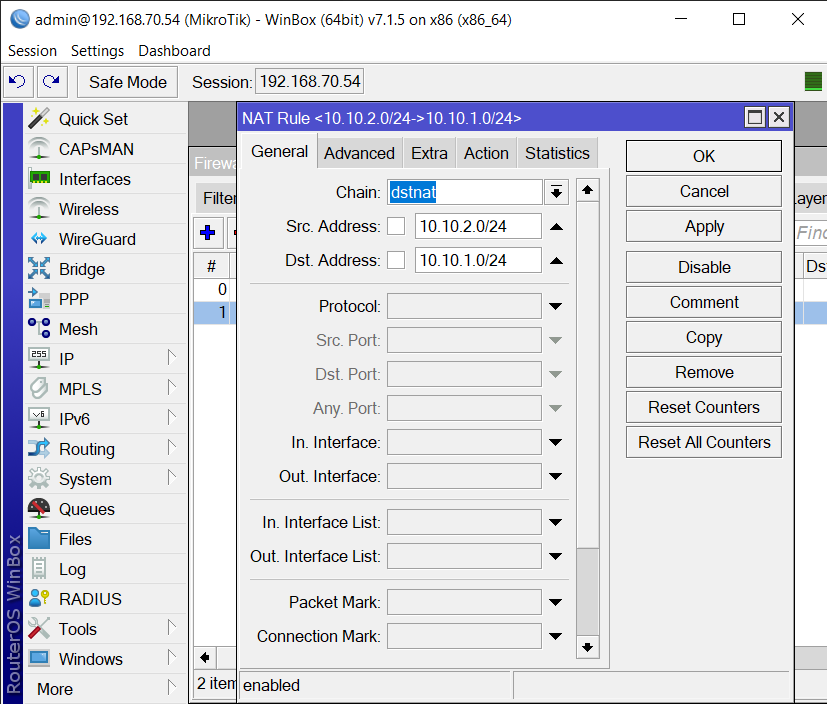 admin@192.168.70.54 (MikroTik) - WinBox (64bit) v7.1.5 on x86 (x86_64)
Session Settings Dashboard
Safe Mode Session: 192.168.70.54
Quick Set
CAPsMAN
Interfaces
Wireless
WireGuard
Bridge
PPP
Mesh
IP
MPLS
IPv6
Routing
System
Queues
Files
Log
RADIUS
Tools
Windows
More
RouterOS WinBox
Firewa
Filter
#
0
1
2 item
NAT Rule <10.10.2.0/24->10.10.1.0/24>
General Advanced Extra Action Statistics
Chain: dstnat
Src. Address: 10.10.2.0/24
Dst. Address: 10.10.1.0/24
Protocol:
Src. Port:
Dst. Port:
Any. Port:
In. Interface:
Out. Interface:
In. Interface List:
Out. Interface List:
Packet Mark:
Connection Mark:
enabled
OK
Cancel
Apply
Disable
Comment
Copy
Remove
Reset Counters
Reset All Counters
ayer
Find
Ds